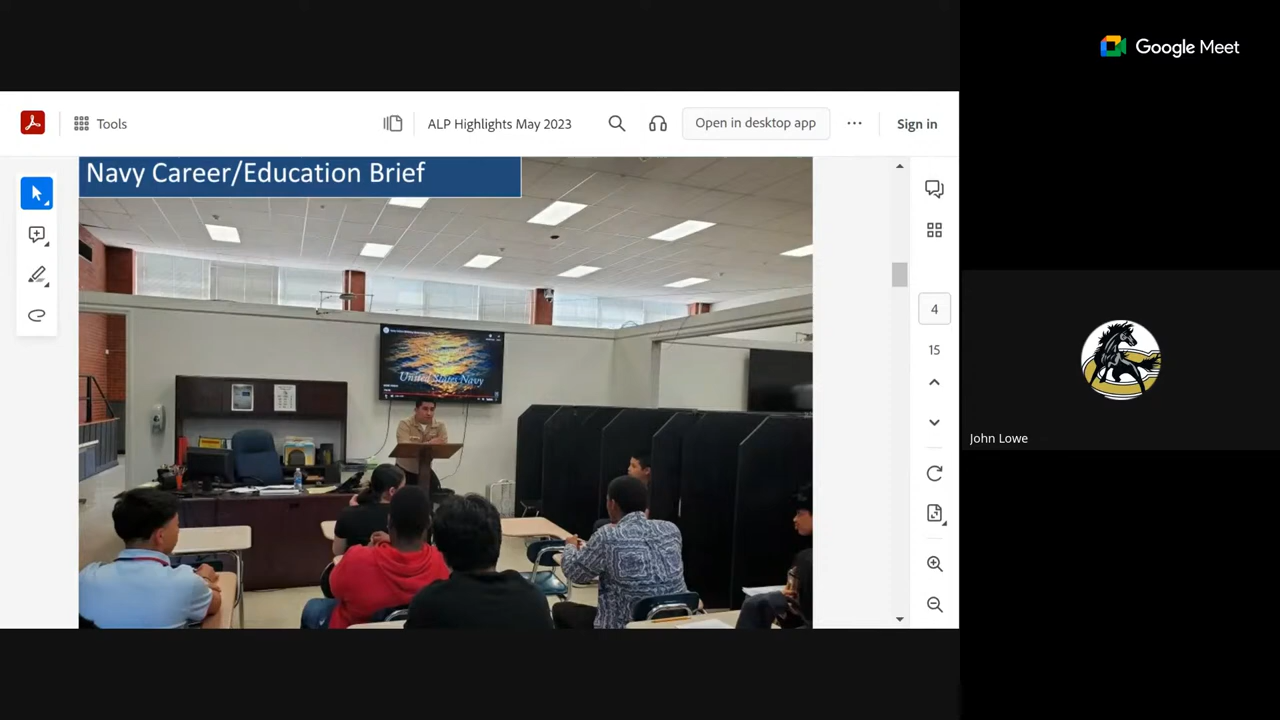 Google Meet
Tools
ALP Highlights May 2023
Open in desktop app
Sign in
Navy Career/Education Brief
4
15
United States Navy
John Lowe